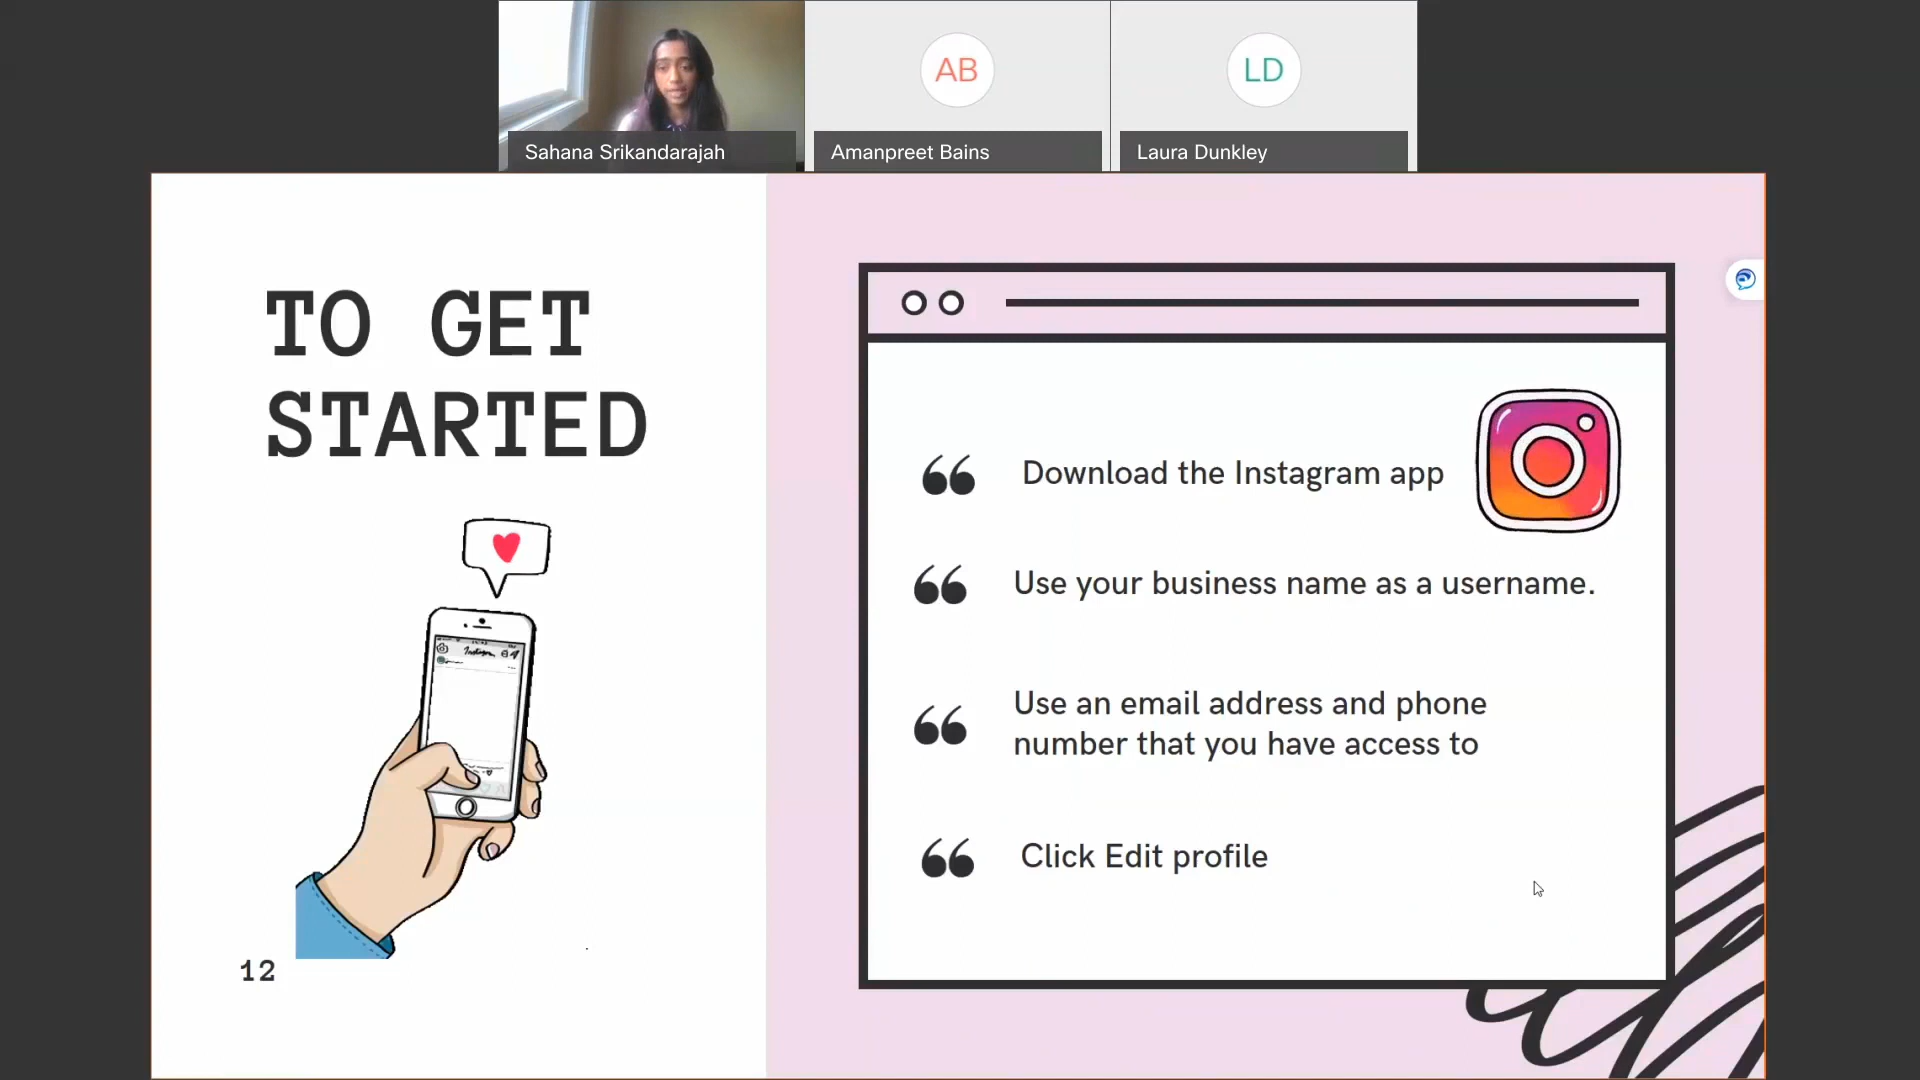 AB
LD
Sahana Srikandarajah
Amanpreet Bains
Laura Dunkley
TO GET
STARTED
Instagram
12
Download the Instagram app
Use your business name as a username.
Use an email address and phone
number that you have access to
Click Edit profile